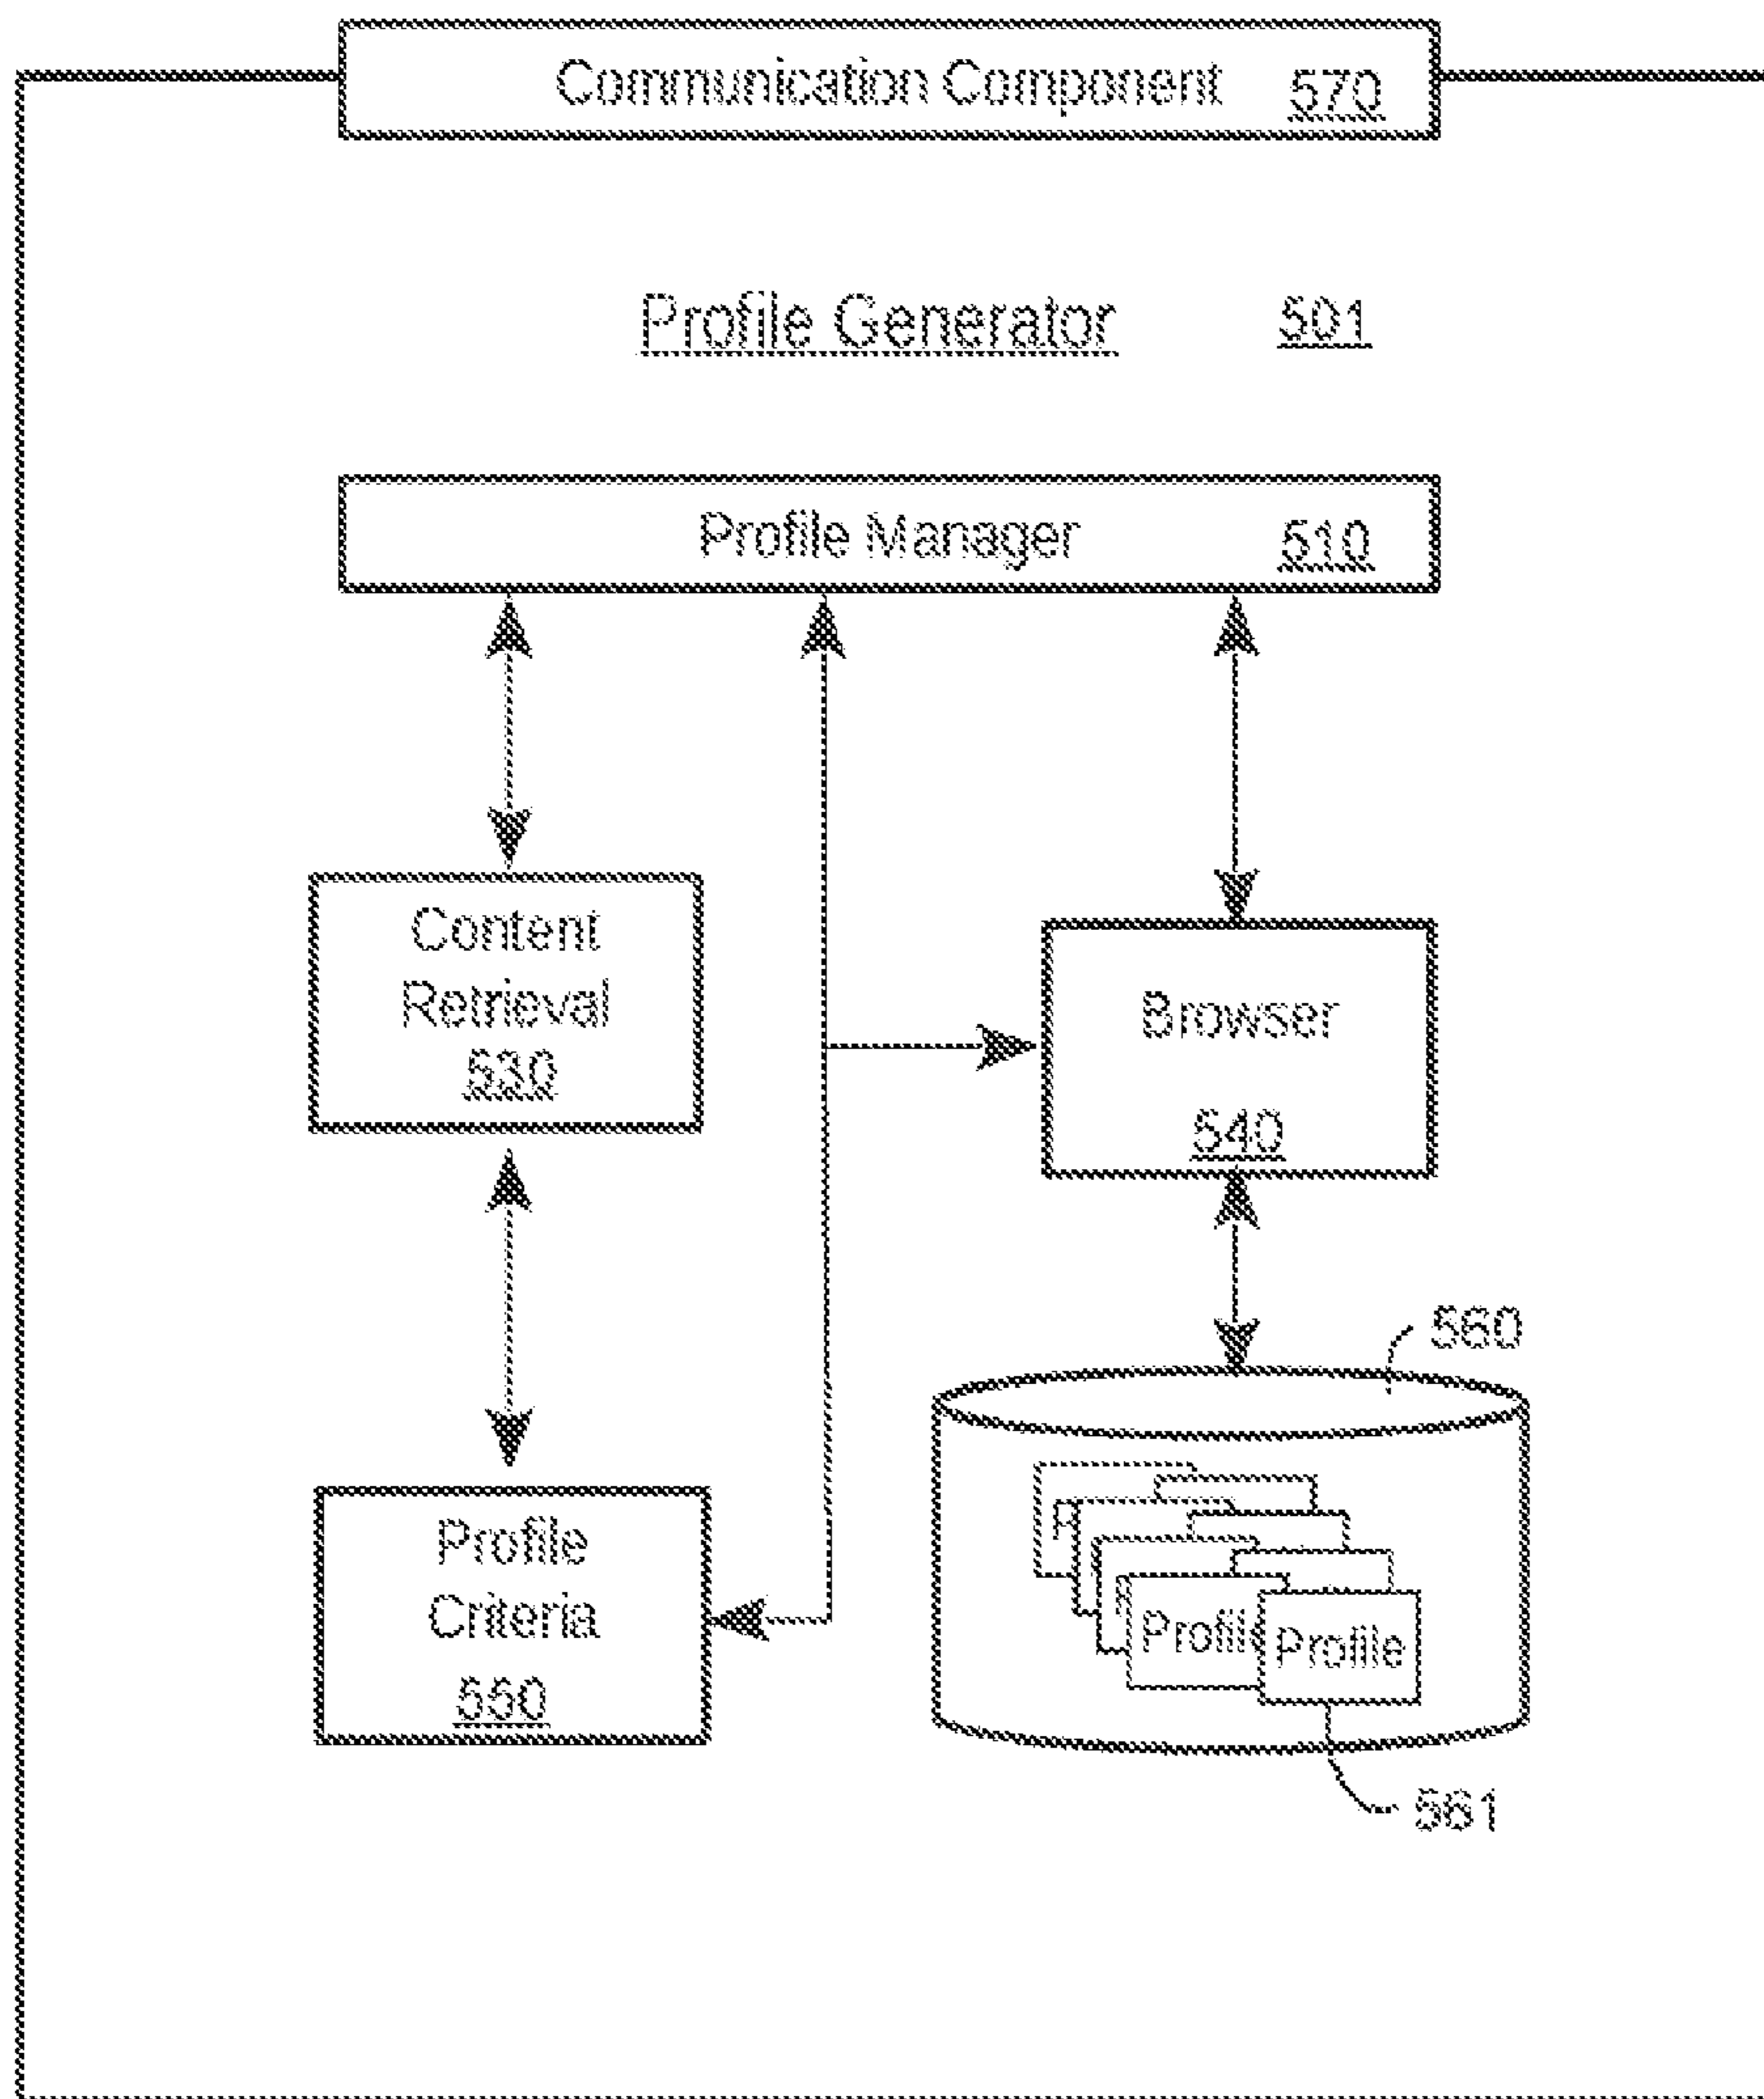 Communication Component 570
Profile Generator 501
Profile Manager 510
Content
Retrieval
530
Browser
540
560
Profile
Criteria
550
Profile
Profile
561